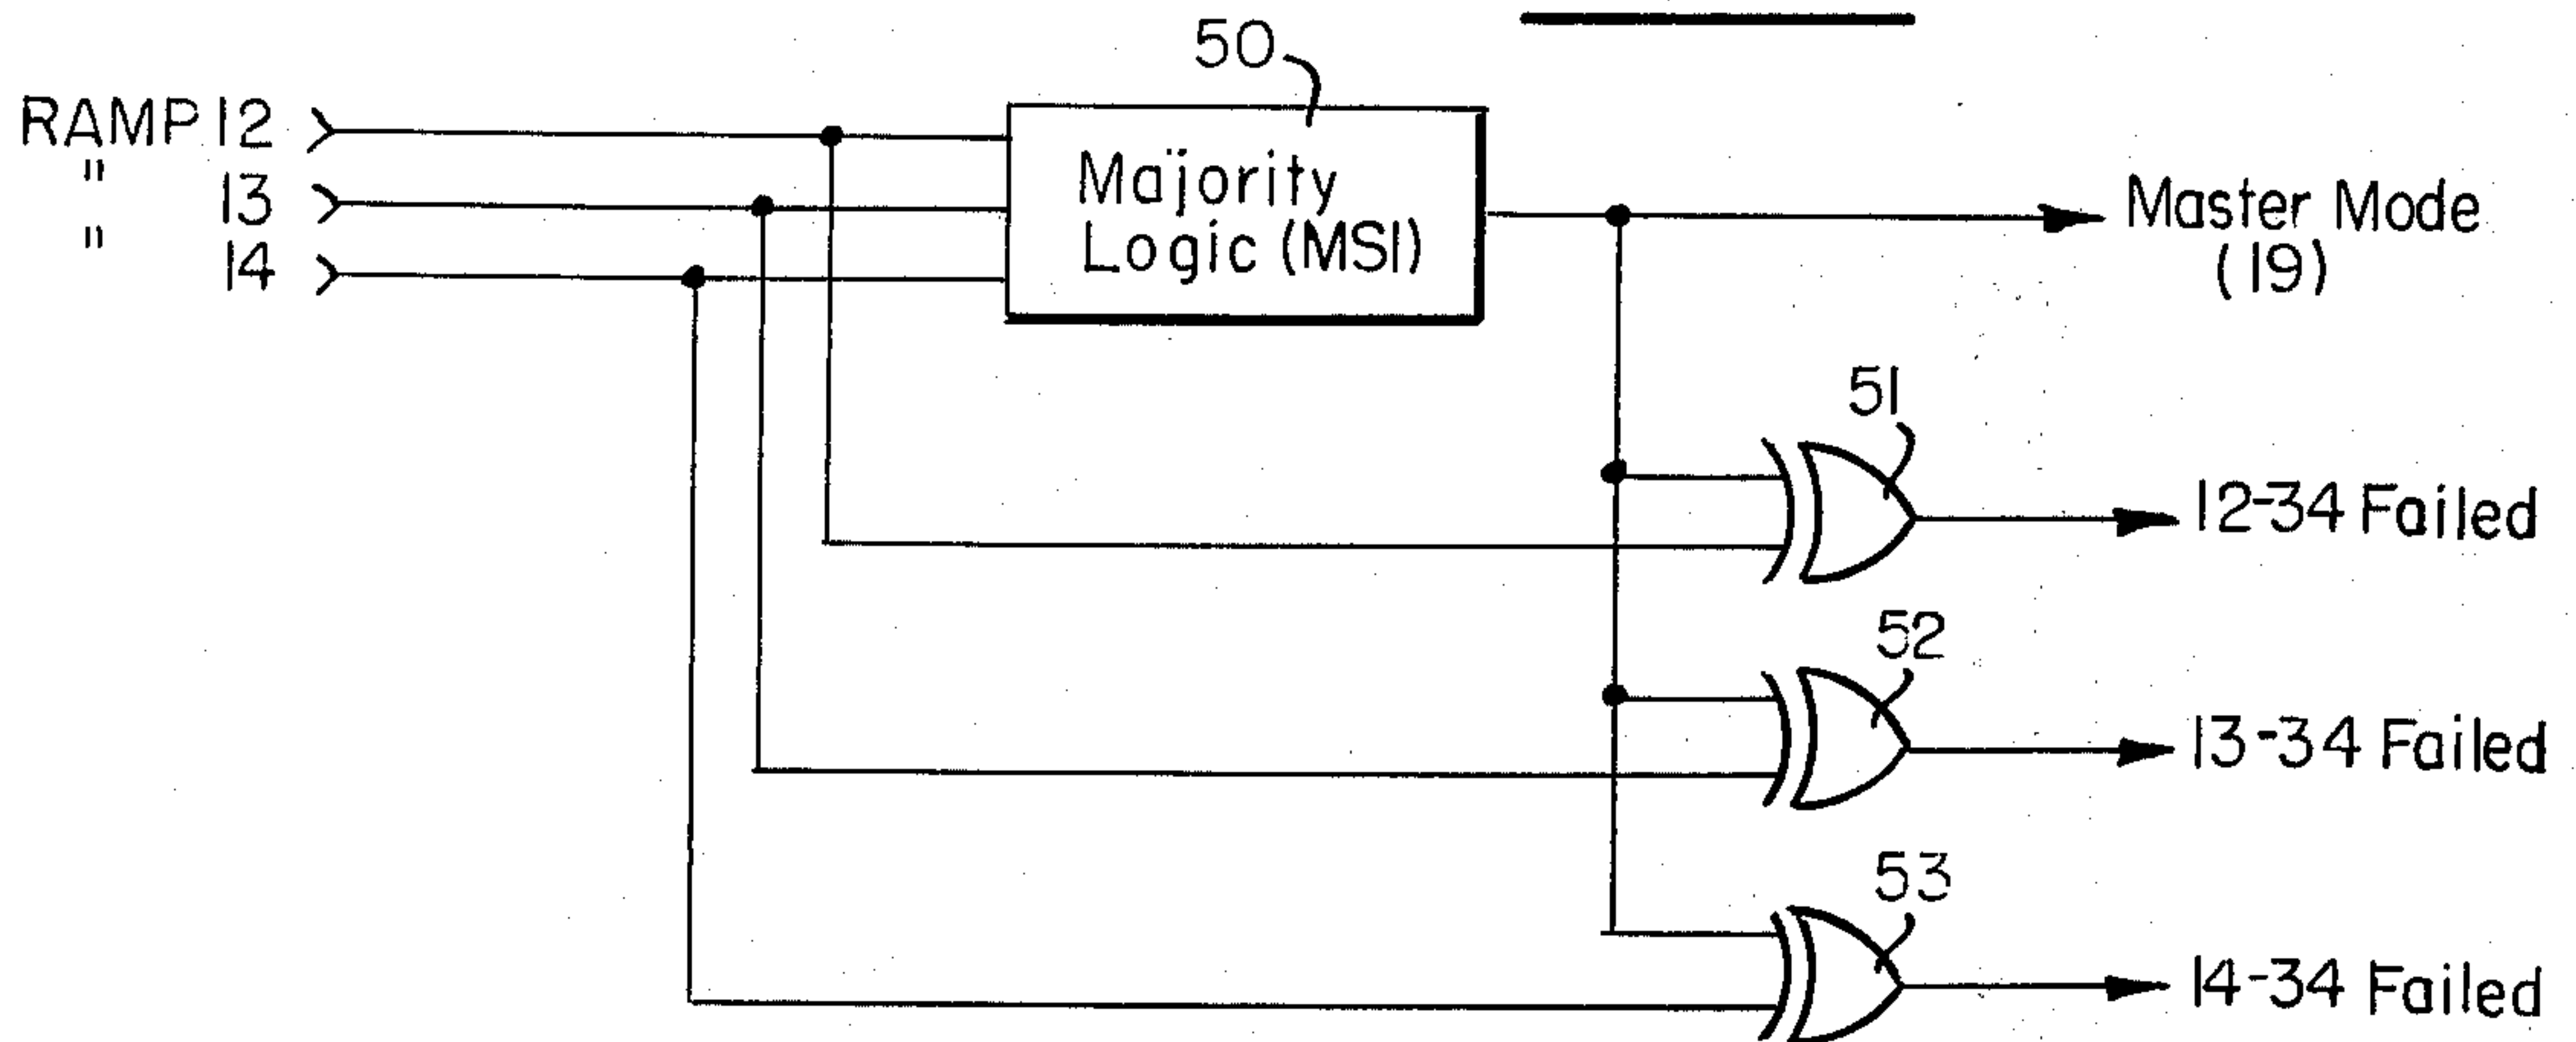 50
RAMP 12
" 13
" 14
Majority
Logic (MSI)
Master Mode
(19)
51
12-34 Failed
52
13-34 Failed
53
14-34 Failed